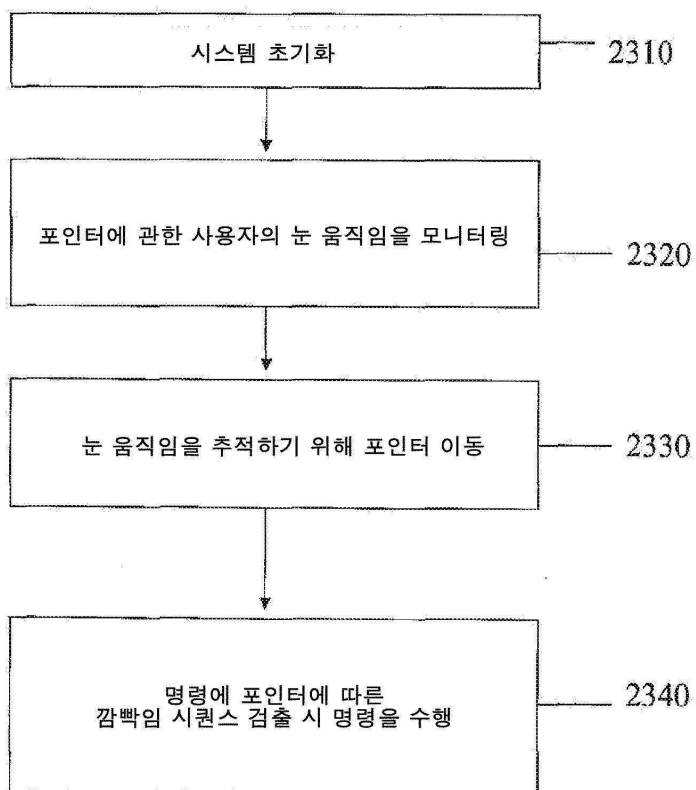 시스템 초기화
2310
포인터에 관한 사용자의 눈 움직임을 모니터링
2320
눈 움직임을 추적하기 위해 포인터 이동
2330
명령에 포인터에 따른
깜빡임 시퀀스 검출 시 명령을 수행
2340